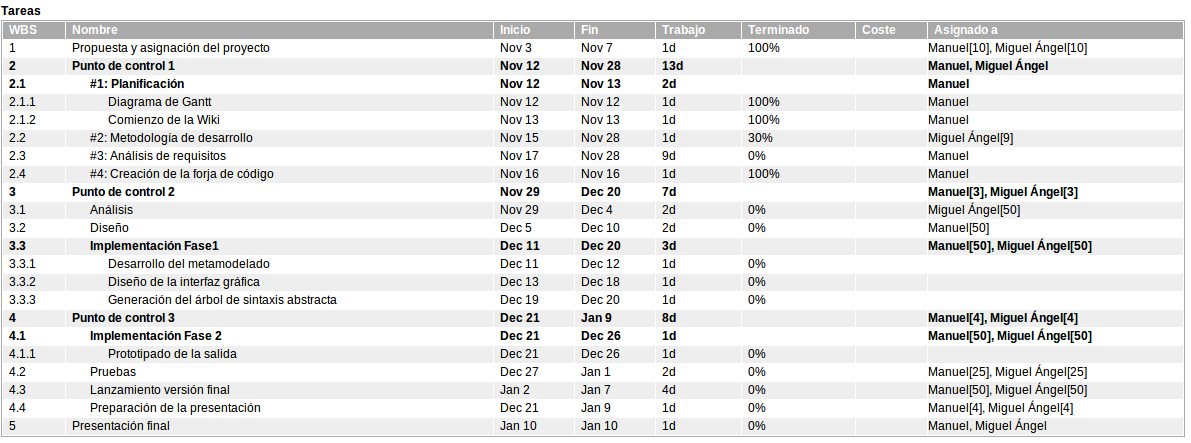 Tareas
WBS Nombre Inicio Fin Trabajo Terminado Coste Asignado a
1 Propuesta y asignación del proyecto Nov 3 Nov 7 1d 100% Manuel[10], Miguel Ángel[10]
2 Punto de control 1 Nov 12 Nov 28 13d Manuel, Miguel Ángel
2.1 #1: Planificación Nov 12 Nov 13 2d Manuel
2.1.1 Diagrama de Gantt Nov 12 Nov 12 1d 100% Manuel
2.1.2 Comienzo de la Wiki Nov 13 Nov 13 1d 100% Manuel
2.2 #2: Metodología de desarrollo Nov 15 Nov 28 1d 30% Miguel Ángel[9]
2.3 #3: Análisis de requisitos Nov 17 Nov 28 9d 0% Manuel
2.4 #4: Creación de la forja de código Nov 16 Nov 16 1d 100% Manuel
3 Punto de control 2 Nov 29 Dec 20 7d Manuel[3], Miguel Ángel[3]
3.1 Análisis Nov 29 Dec 4 2d 0% Miguel Ángel[50]
3.2 Diseño Dec 5 Dec 10 2d 0% Manuel[50]
3.3 Implementación Fase1 Dec 11 Dec 20 3d Manuel[50], Miguel Ángel[50]
3.3.1 Desarrollo del metamodelado Dec 11 Dec 12 1d 0%
3.3.2 Diseño de la interfaz gráfica Dec 13 Dec 18 1d 0%
3.3.3 Generación del árbol de sintaxis abstracta Dec 19 Dec 20 1d 0%
4 Punto de control 3 Dec 21 Jan 9 8d Manuel[4], Miguel Ángel[4]
4.1 Implementación Fase 2 Dec 21 Dec 26 1d Manuel[50], Miguel Ángel[50]
4.1.1 Prototipado de la salida Dec 21 Dec 26 1d 0%
4.2 Pruebas Dec 27 Jan 1 2d 0% Manuel[25], Miguel Ángel[25]
4.3 Lanzamiento versión final Jan 2 Jan 7 4d 0% Manuel[50], Miguel Ángel[50]
4.4 Preparación de la presentación Dec 21 Jan 9 1d 0% Manuel[4], Miguel Ángel[4]
5 Presentación final Jan 10 Jan 10 1d 0% Manuel, Miguel Ángel